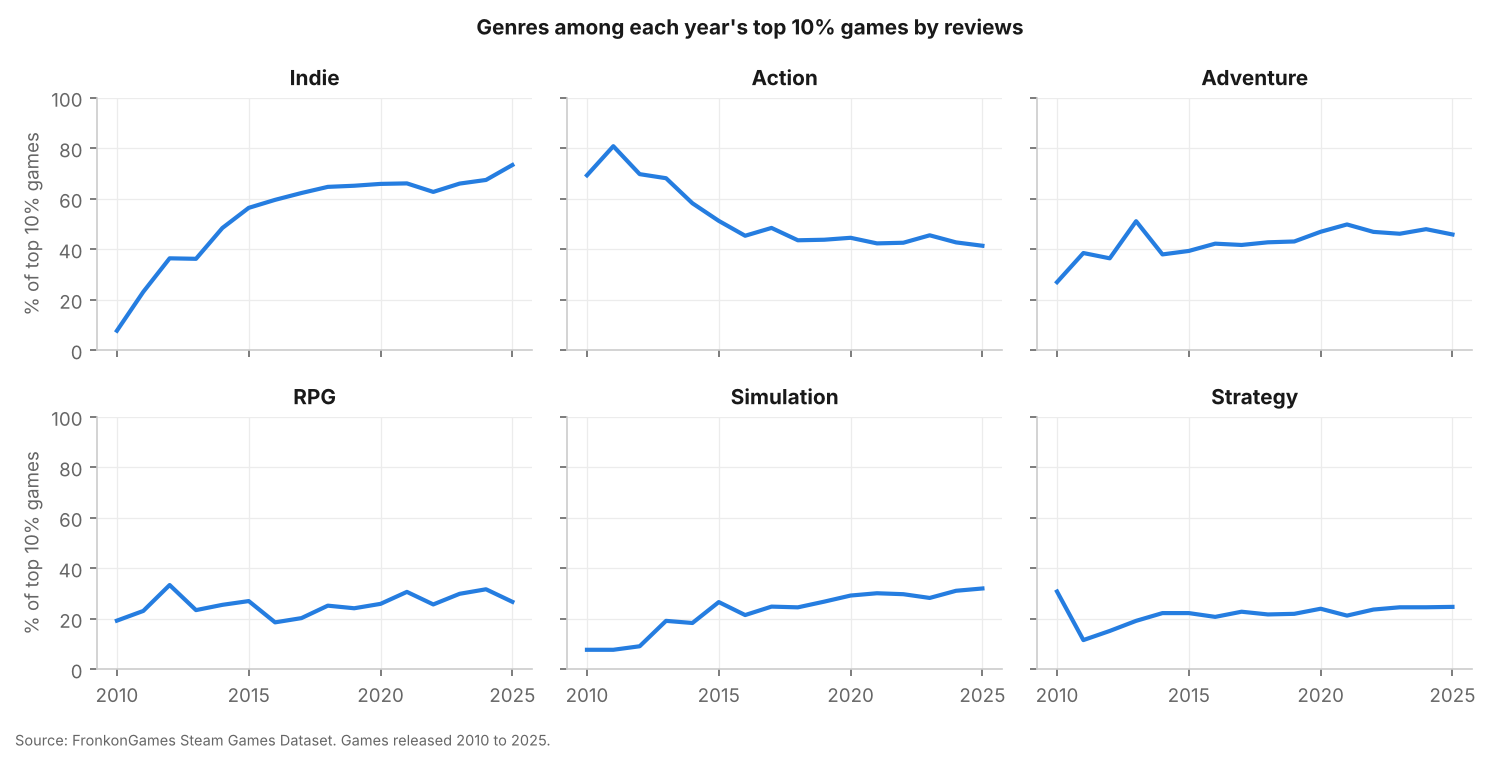 Genres among each year's top 10% games by reviews
Indie
Action
Adventure
% of top 10% games
100
80
60
40
20
0
RPG
Simulation
Strategy
% of top 10% games
100
80
60
40
20
0
2010 2015 2020 2025
2010 2015 2020 2025
2010 2015 2020 2025
Source: FronkonGames Steam Games Dataset. Games released 2010 to 2025.